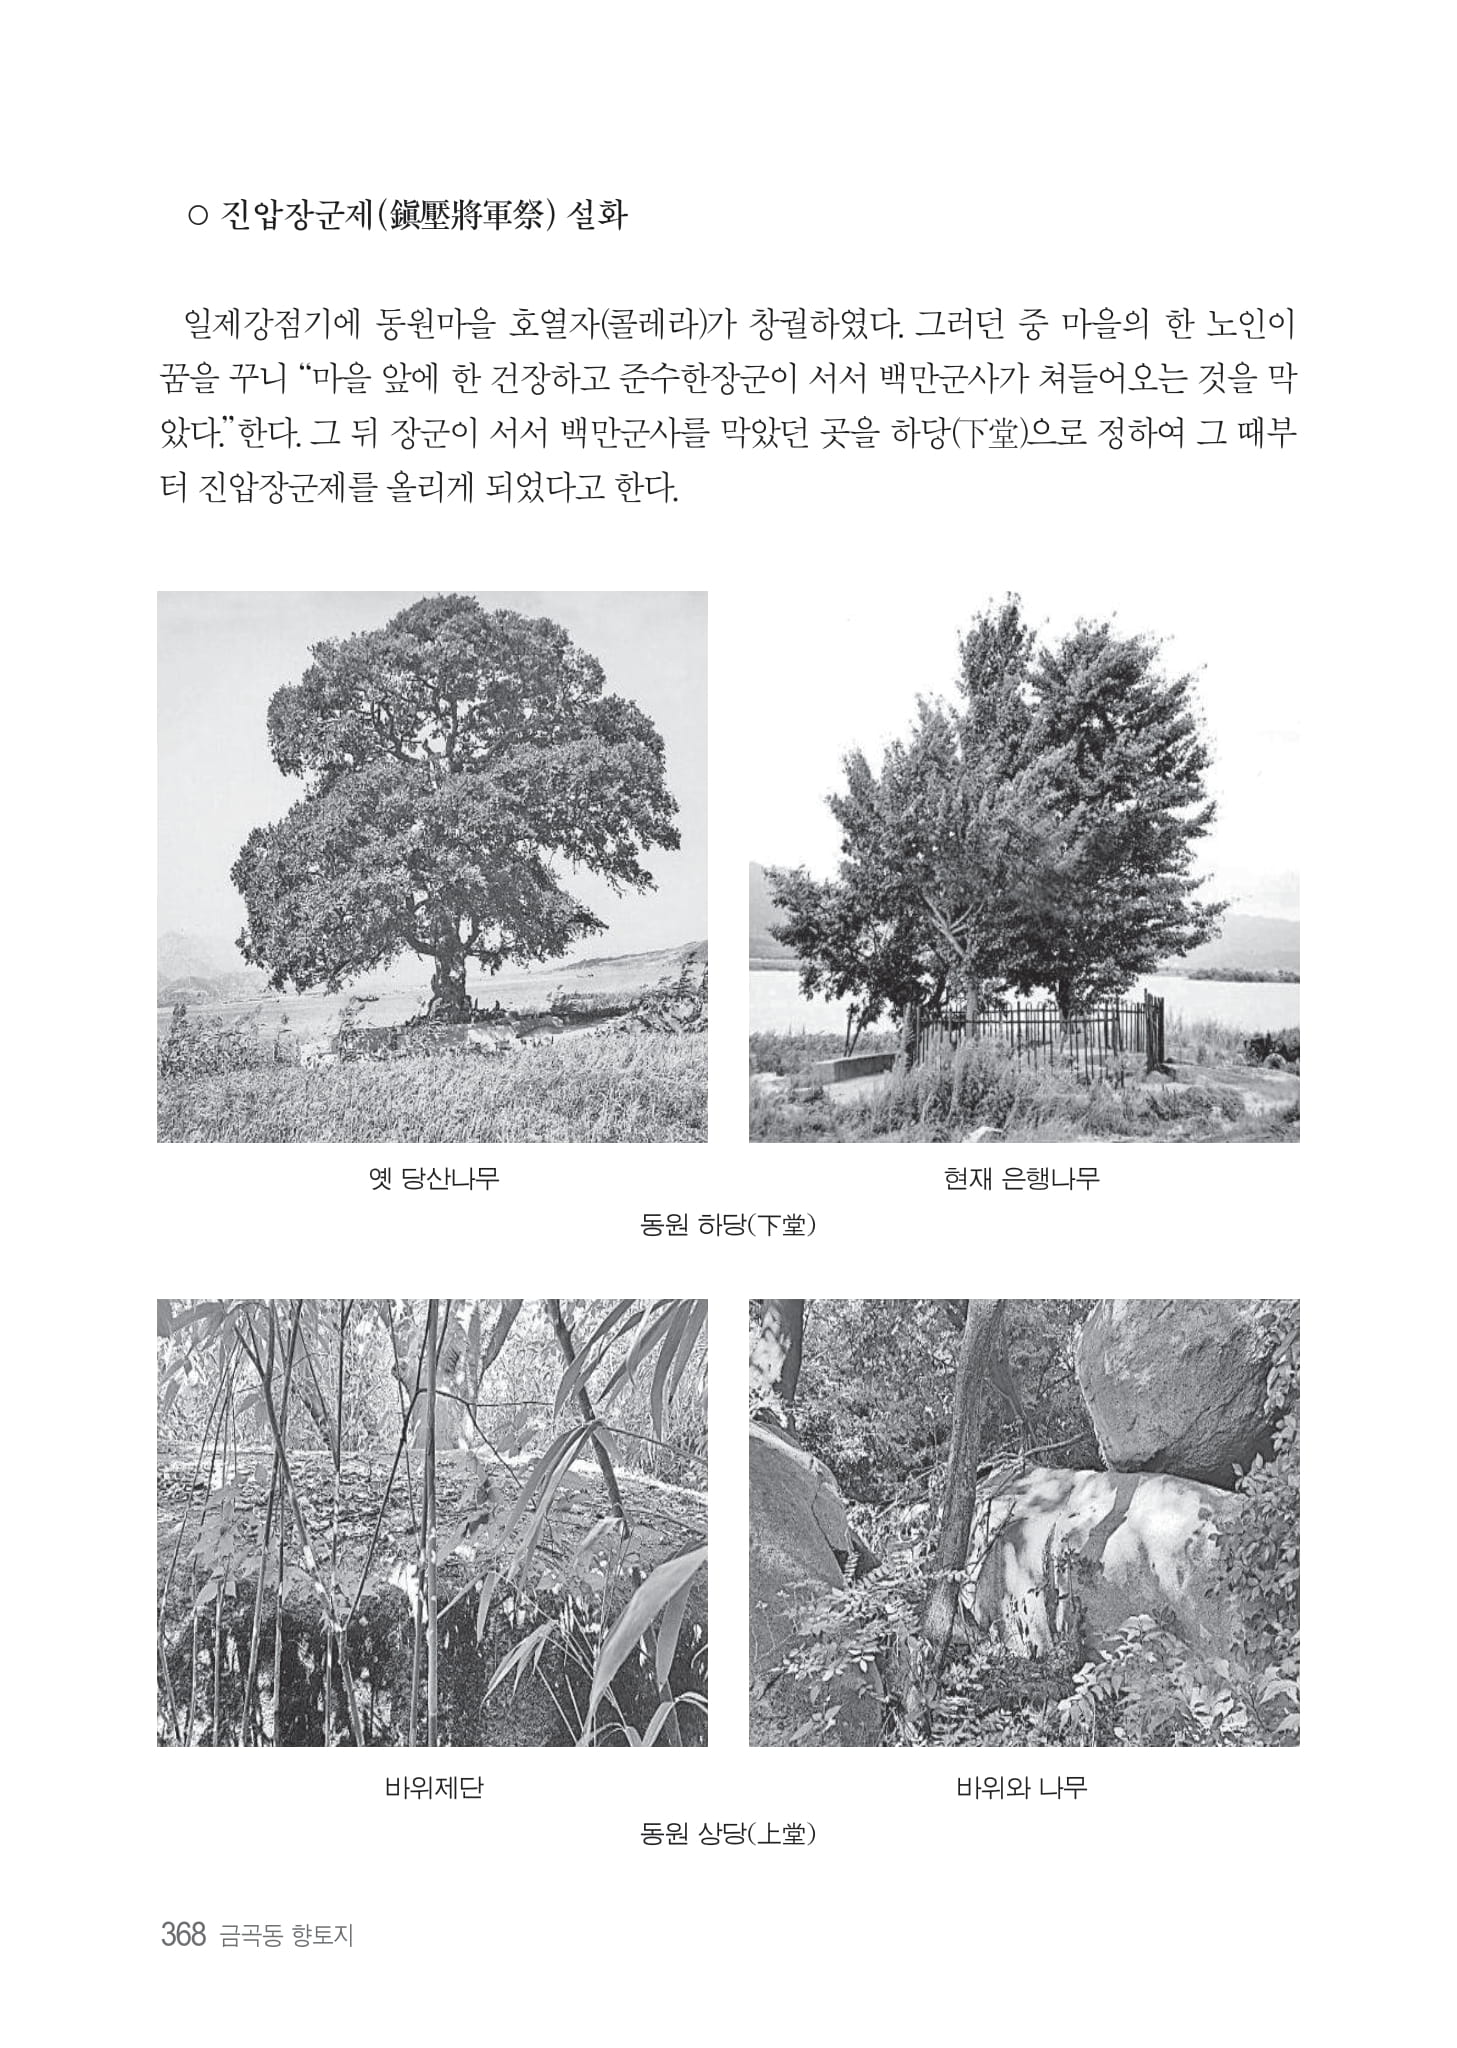 ○ 진압장군제(鎭壓將軍祭) 설화
일제강점기에 동원마을 호열자(콜레라)가 창궐하였다. 그러던 중 마을의 한 노인이
꿈을 꾸니 “마을 앞에 한 건장하고 준수한장군이 서서 백만군사가 쳐들어오는 것을 막
았다.”한다. 그 뒤 장군이 서서 백만군사를 막았던 곳을 하당(下堂)으로 정하여 그 때부
터 진압장군제를 올리게 되었다고 한다.
옛 당산나무
현재 은행나무
동원 하당(下堂)
바위제단
바위와 나무
동원 상당(上堂)
368 금곡동 향토지